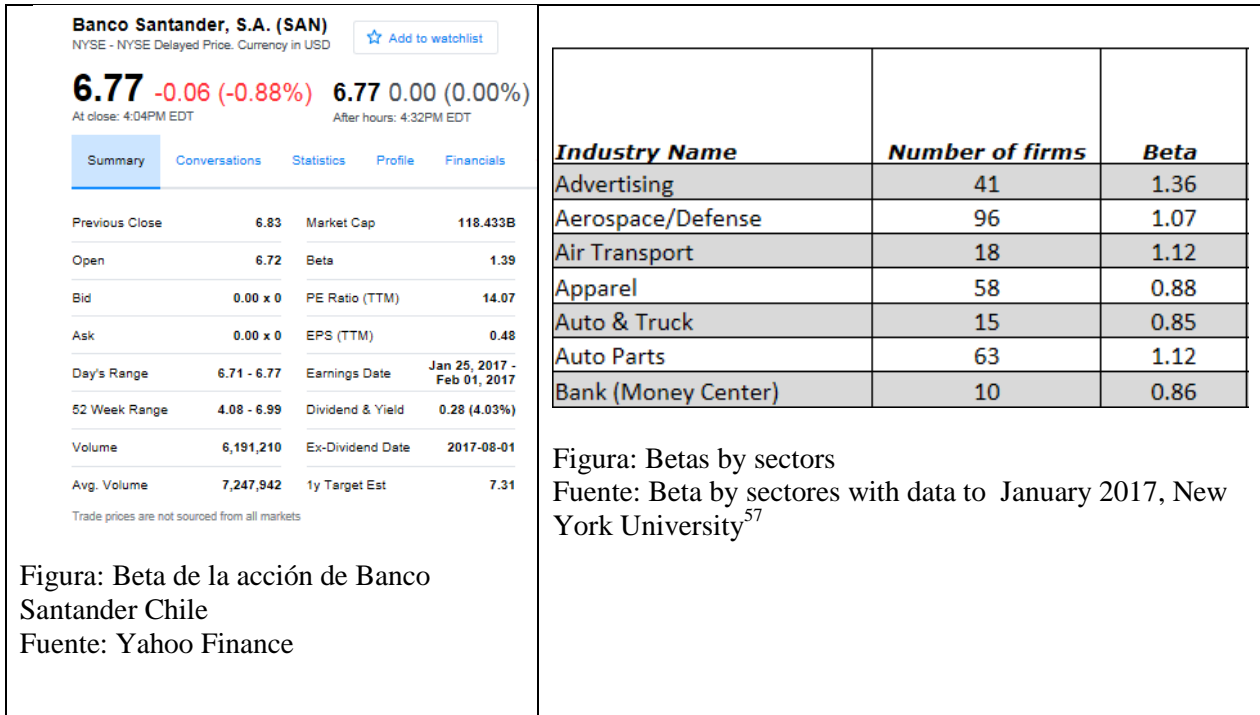 Banco Santander, S.A. (SAN)
NYSE - NYSE Delayed Price. Currency in USD
Add to watchlist
6.77 -0.06 (-0.88%) 6.77 0.00 (0.00%)
At close: 4:04PM EDT After hours: 4:32PM EDT
Summary Conversations Statistics Profile Financials
Previous Close 6.83 Market Cap 118.433B
Open 6.72 Beta 1.39
Bid 0.00 x 0 PE Ratio (TTM) 14.07
Ask 0.00 x 0 EPS (TTM) 0.48
Day's Range 6.71 - 6.77 Earnings Date Jan 25, 2017 -
Feb 01, 2017
52 Week Range 4.08 - 6.99 Dividend & Yield 0.28 (4.03%)
Volume 6,191,210 Ex-Dividend Date 2017-08-01
Avg. Volume 7,247,942 1y Target Est 7.31
Trade prices are not sourced from all markets
Figura: Beta de la acción de Banco
Santander Chile
Fuente: Yahoo Finance
Industry Name Number of firms Beta
Advertising 41 1.36
Aerospace/Defense 96 1.07
Air Transport 18 1.12
Apparel 58 0.88
Auto & Truck 15 0.85
Auto Parts 63 1.12
Bank (Money Center) 10 0.86
Figura: Betas by sectors
Fuente: Beta by sectores with data to January 2017, New
York University57